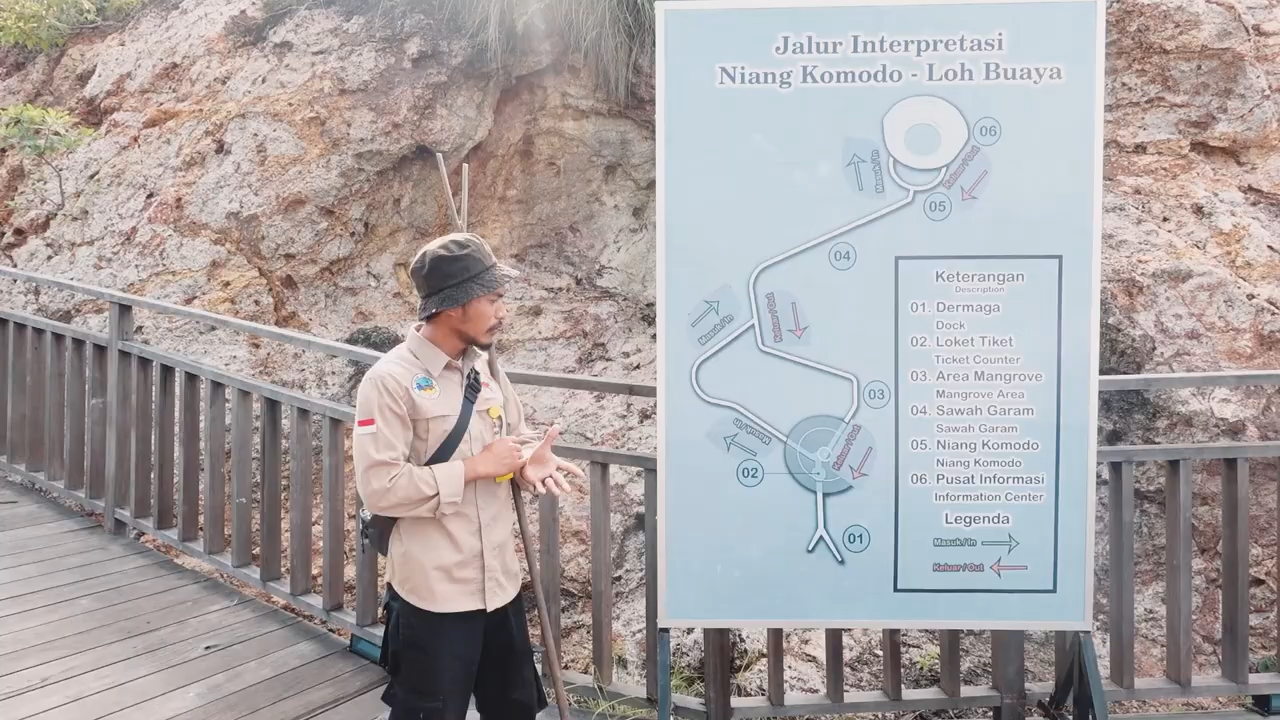 Jalur Interpretasi
Niang Komodo - Loh Buaya
06
Masuk / In
Keluar / Out
05
04
Masuk / In
Keluar / Out
03
Masuk / In
Keluar / Out
02
01
Keterangan
Description
01. Dermaga
Dock
02. Loket Tiket
Ticket Counter
03. Area Mangrove
Mangrove Area
04. Sawah Garam
Sawah Garam
05. Niang Komodo
Niang Komodo
06. Pusat Informasi
Information Center
Legenda
Masuk / In
Keluar / Out